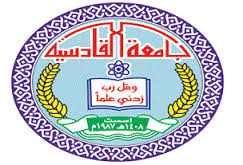 جامعة القادسية
وقل رب
زدني علماً
اسست
١٤٠٨هـ ١٩٨٧م